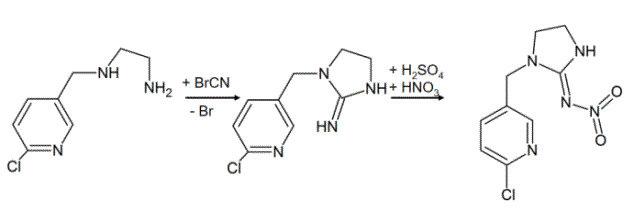 NH
NH₂
N
Cl
+ BrCN
- Br
N
NH
HN
N
Cl
+ H₂SO₄
+ HNO₃
N
NH
N
N
O
O
N
Cl